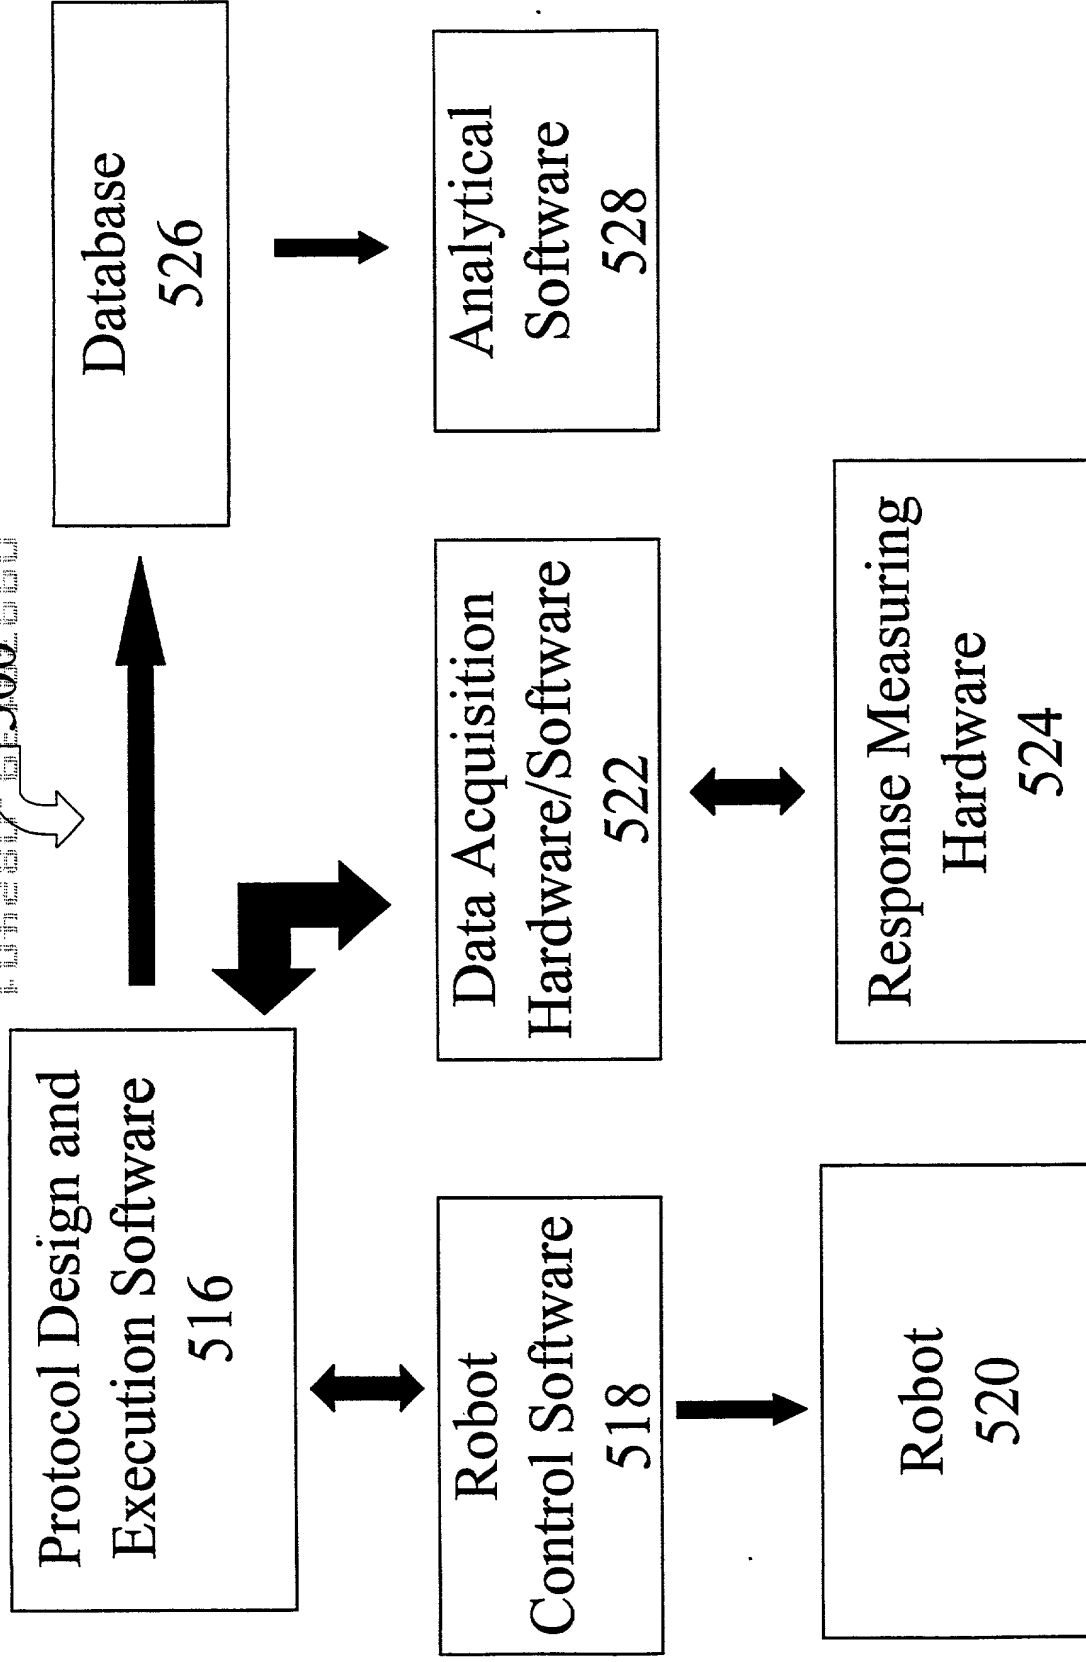 Protocol Design and
Execution Software
516
Database
526
Robot
Control Software
518
Data Acquisition
Hardware/Software
522
Analytical
Software
528
Robot
520
Response Measuring
Hardware
524